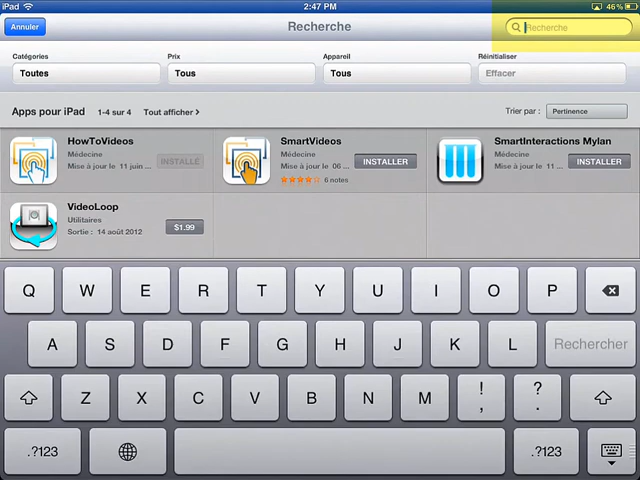 iPad 2:47 PM 46%
Annuler Recherche Recherche
Catégories Prix Appareil Réinitialiser
Toutes Tous Tous Effacer
Apps pour iPad 1-4 sur 4 Tout afficher > Trier par : Pertinence
HowToVideos
Médecine
Mise à jour le 11 juin ...
INSTALLÉ
SmartVideos
Médecine
Mise à jour le 06 ...
6 notes
INSTALLER
SmartInteractions Mylan
Médecine
Mise à jour le 11 ...
INSTALLER
VideoLoop
Utilitaires
Sortie : 14 août 2012
$1.99
Q W E R T Y U I O P
A S D F G H J K L Rechercher
Z X C V B N M ! , ? .
.?123 .?123